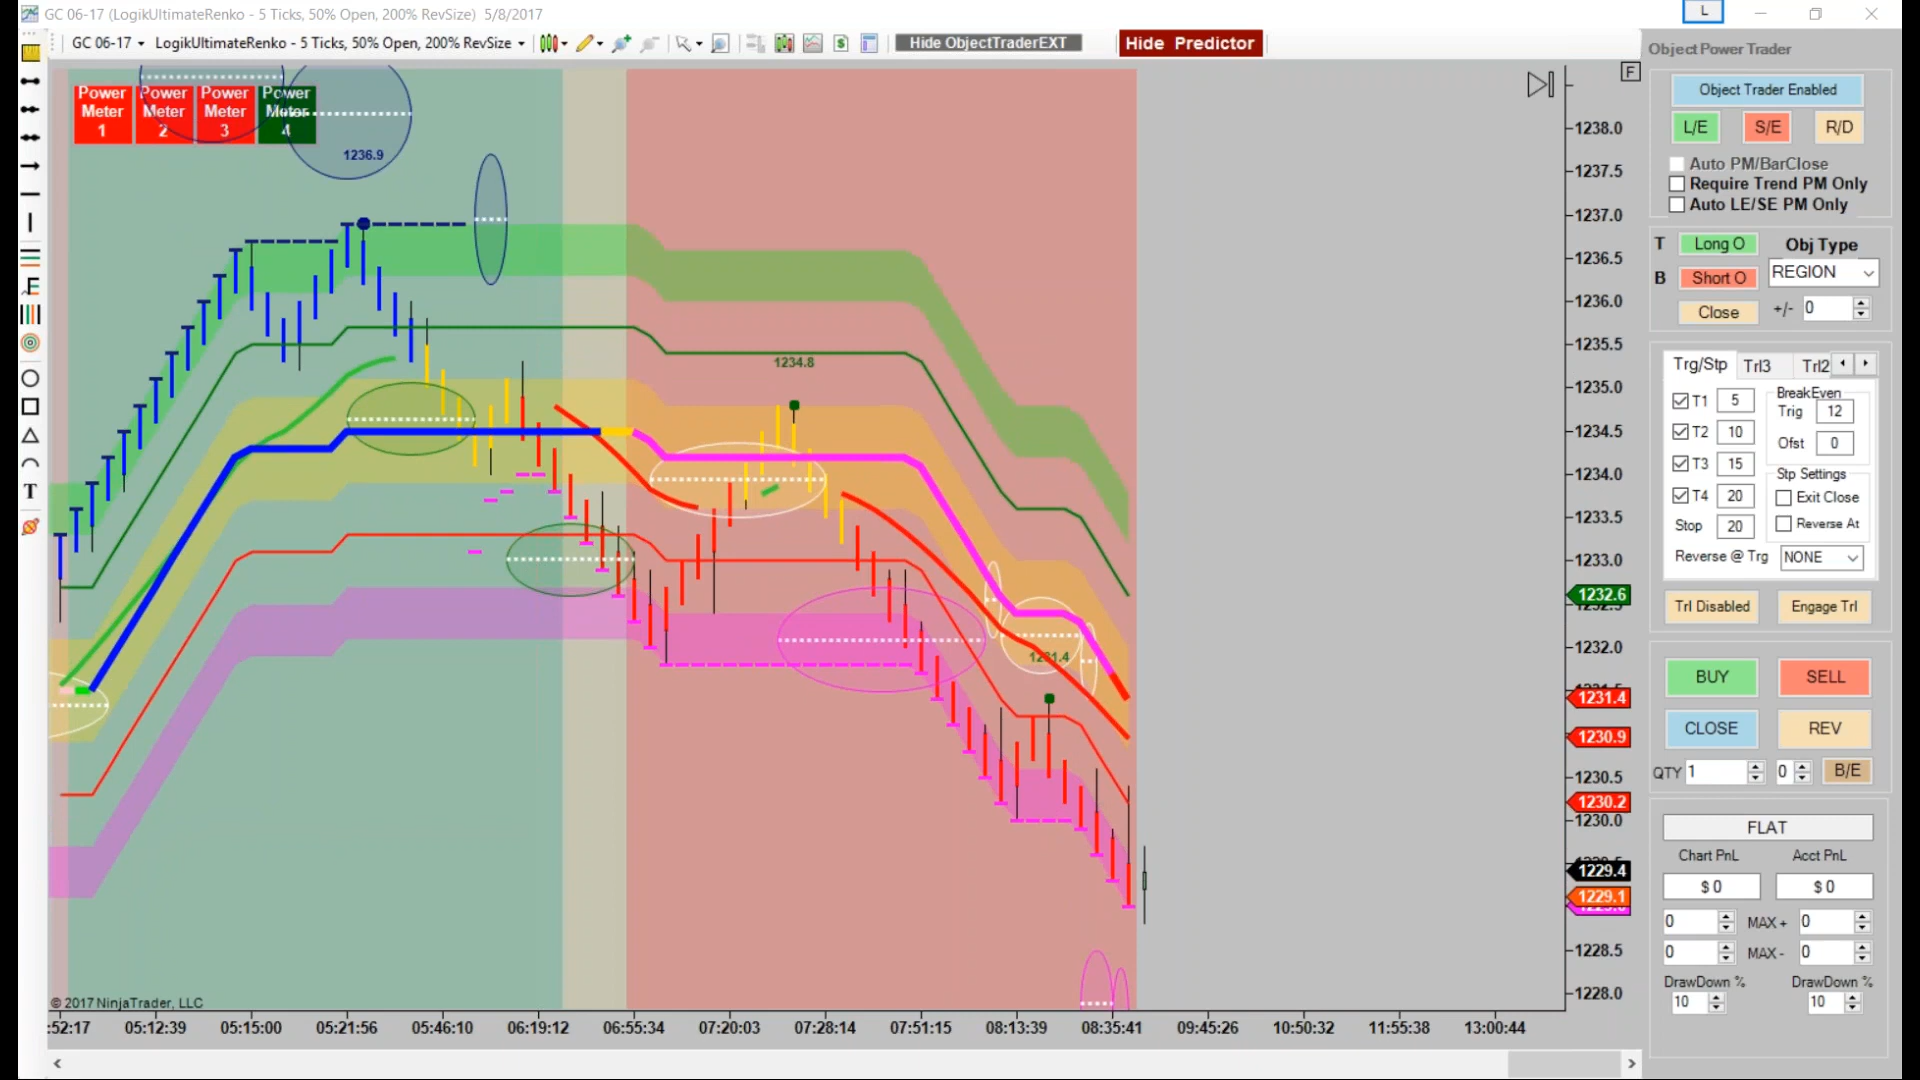 GC 06-17 (LogikUltimateRenko - 5 Ticks, 50% Open, 200% RevSize)  5/8/2017
L
GC 06-17
LogikUltimateRenko - 5 Ticks, 50% Open, 200% RevSize
Hide ObjectTraderEXT
Hide Predictor
Power Meter 1
Power Meter 2
Power Meter 3
Power Meter 4
F
1236.9
1234.8
1231.4
1238.0
1237.5
1237.0
1236.5
1236.0
1235.5
1235.0
1234.5
1234.0
1233.5
1233.0
1232.6
1232.0
1231.4
1230.9
1230.5
1230.2
1230.0
1229.4
1229.1
1228.5
1228.0
© 2017 NinjaTrader, LLC
:52:17 05:12:39 05:15:00 05:21:56 05:46:10 06:19:12 06:55:34 07:20:03 07:28:14 07:51:15 08:13:39 08:35:41 09:45:26 10:50:32 11:55:38 13:00:44
Object Power Trader
Object Trader Enabled
L/E S/E R/D
Auto PM/BarClose
Require Trend PM Only
Auto LE/SE PM Only
T Long O Obj Type
B Short O REGION
Close +/- 0
Trg/Stp Trl3 Trl2
BreakEven
T1 5 Trig 12
T2 10 Ofst 0
T3 15 Stp Settings
T4 20 Exit Close
Stop 20 Reverse At
Reverse @ Trg NONE
Trl Disabled Engage Trl
BUY SELL
CLOSE REV
QTY 1 0 B/E
FLAT
Chart PnL Acct PnL
$ 0 $ 0
0 MAX + 0
0 MAX - 0
DrawDown % DrawDown %
10 10